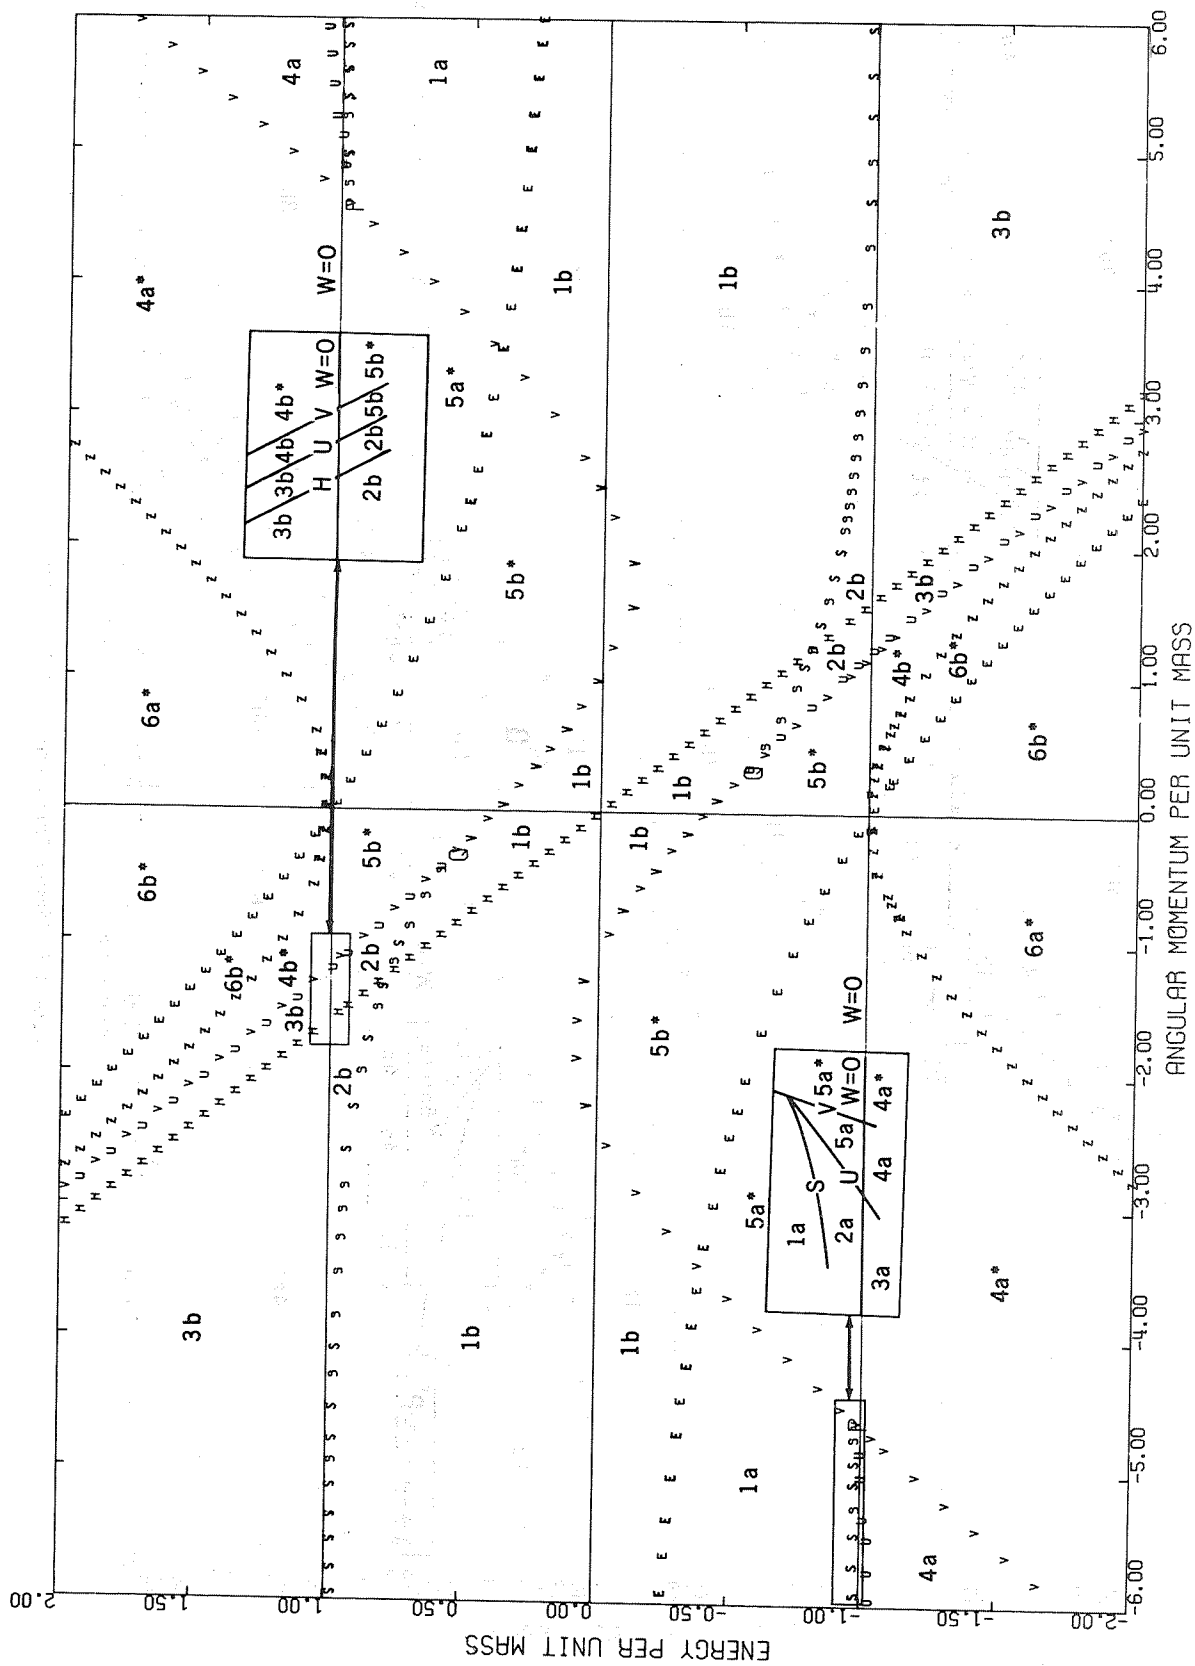 2.00
1.50
1.00
0.50
0.00
-0.50
-1.00
-1.50
-2.00
ENERGY PER UNIT MASS
6b* 6a* 4a*
3b
6b*
3b 4b* 4a
3b 3b 4b 4b*
H U V W=0 W=0
2b 2b 5b 5b*
2b 2b 5b* 1a
1b 5a*
1b 5b*
1b 1b
1b 1b
5b* 1b 1b
1a 5a*
1a S V 5a*
2a U 5a W=0 W=0
3a 4a 4a*
5b* 2b 2b
4a 4b* 3b
6b*
4a* 6a* 6b* 3b
-6.00 -5.00 -4.00 -3.00 -2.00 -1.00 0.00 1.00 2.00 3.00 4.00 5.00 6.00
ANGULAR MOMENTUM PER UNIT MASS